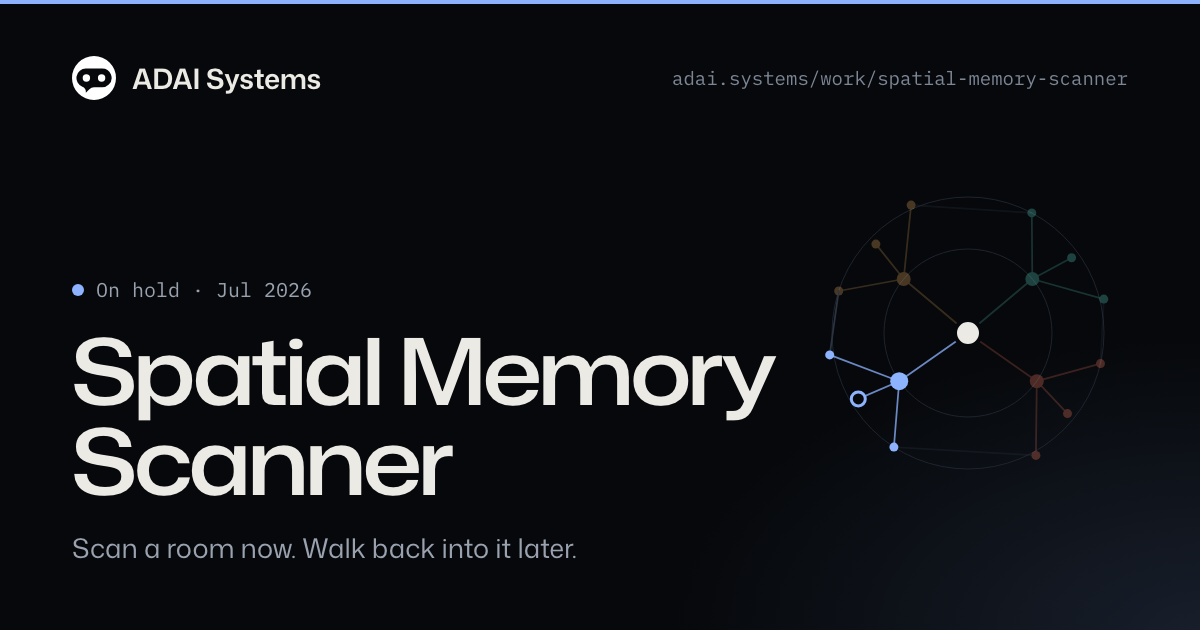 ADAI Systems
adai.systems/work/spatial-memory-scanner
On hold · Jul 2026
Spatial Memory
Scanner
Scan a room now. Walk back into it later.